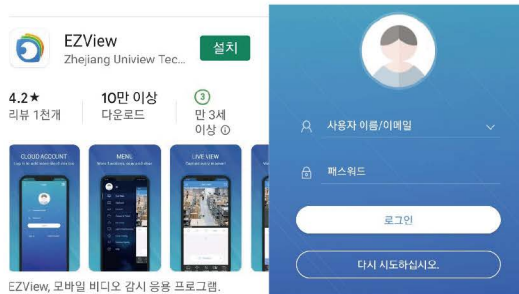 EZView
Zhejiang Uniview Tec...
설치
4.2★
리뷰 1천개
10만 이상
다운로드
3
만 3세
이상 ⓘ
CLOUD ACCOUNT
MENU
LIVE VIEW
EZView, 모바일 비디오 감시 응용 프로그램.
사용자 이름/이메일
패스워드
로그인
다시 시도하십시오.